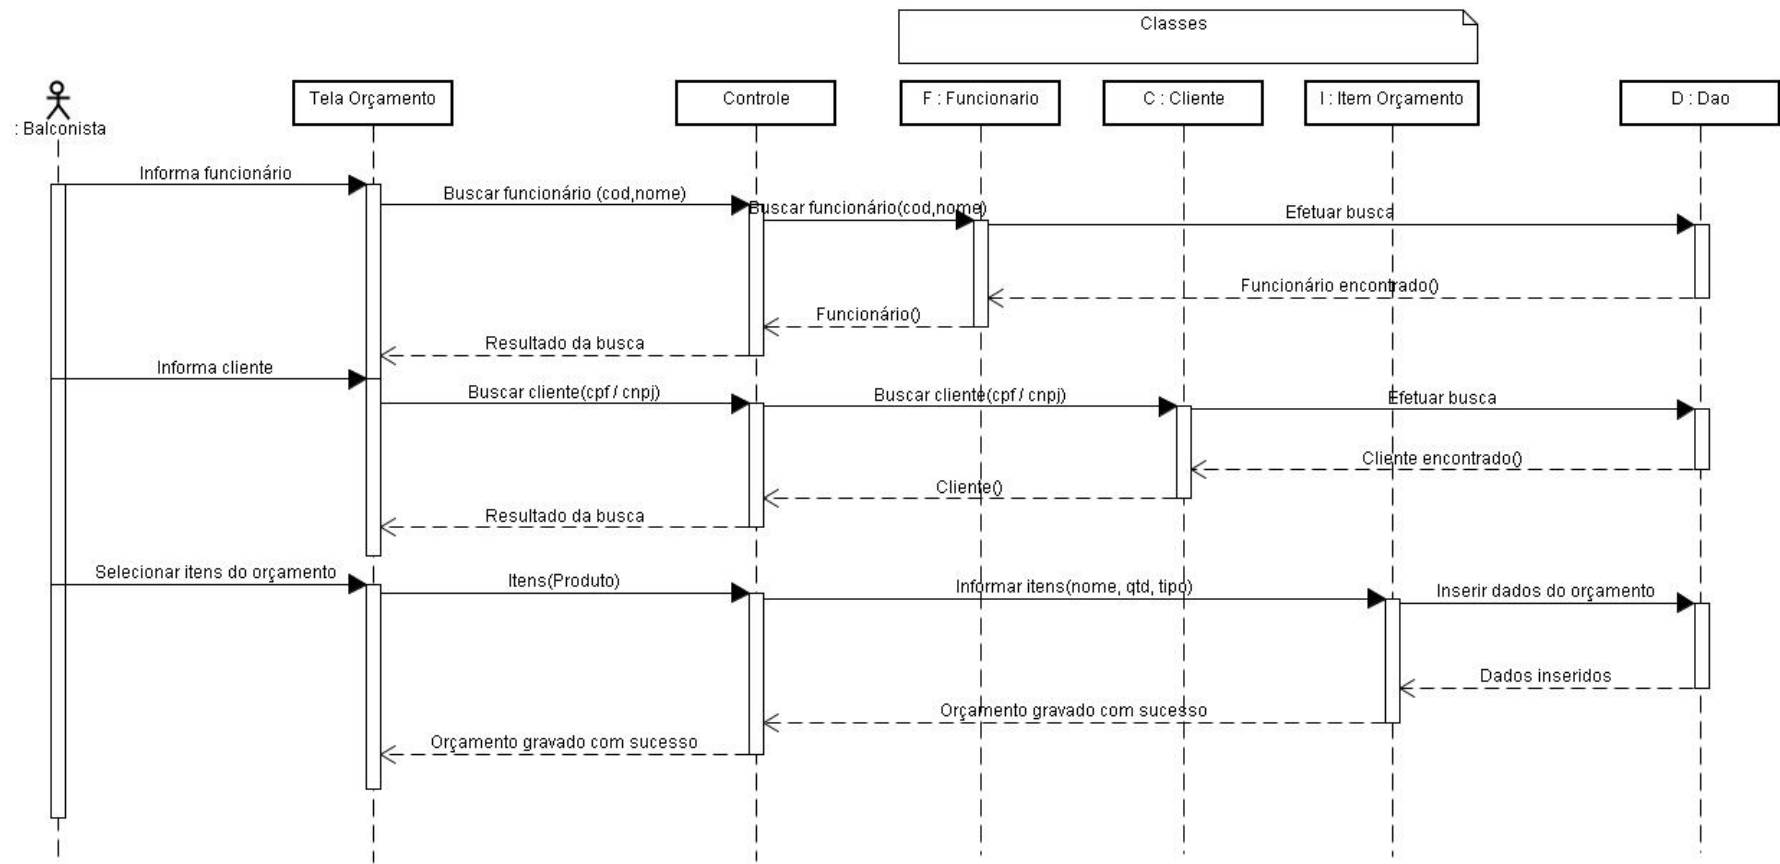 Classes
: Balconista
Tela Orçamento
Controle
F : Funcionario
C : Cliente
I : Item Orçamento
D : Dao
Informa funcionário
Buscar funcionário (cod,nome)
Buscar funcionário(cod,nome)
Efetuar busca
Funcionário encontrado()
Funcionário()
Resultado da busca
Informa cliente
Buscar cliente(cpf / cnpj)
Buscar cliente(cpf / cnpj)
Efetuar busca
Cliente encontrado()
Cliente()
Resultado da busca
Selecionar itens do orçamento
Itens(Produto)
Informar itens(nome, qtd, tipo)
Inserir dados do orçamento
Dados inseridos
Orçamento gravado com sucesso
Orçamento gravado com sucesso